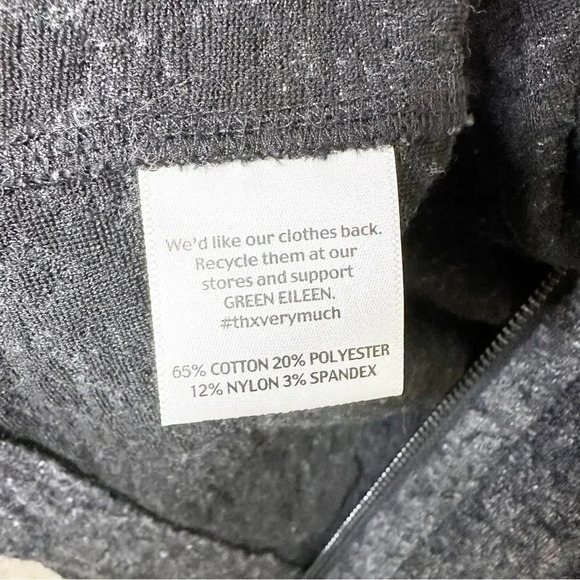 We'd like our clothes back.
Recycle them at our
stores and support
GREEN EILEEN.
#thxverymuch
65% COTTON 20% POLYESTER
12% NYLON 3% SPANDEX